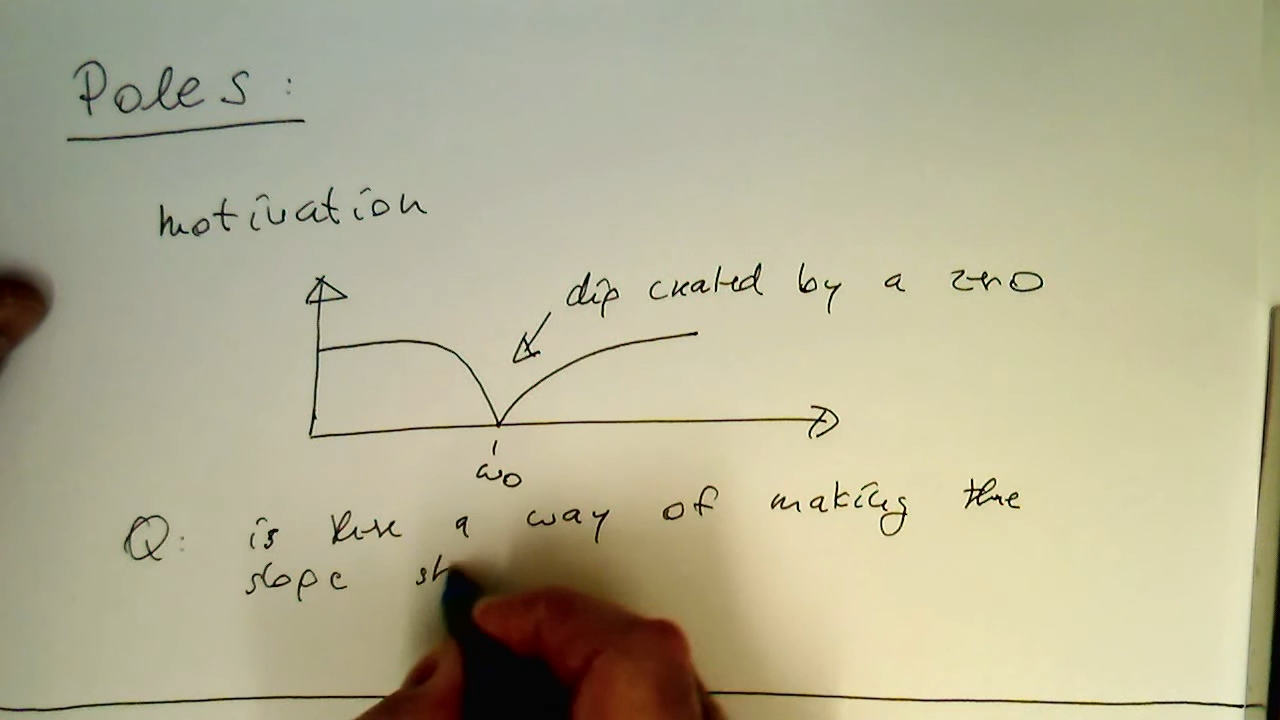 Poles:
motivation
dip created by a zero
ω0
Q: is there a way of making the
slope